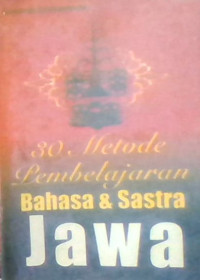 30 Metode
Pembelajaran
Bahasa & Sastra
Jawa